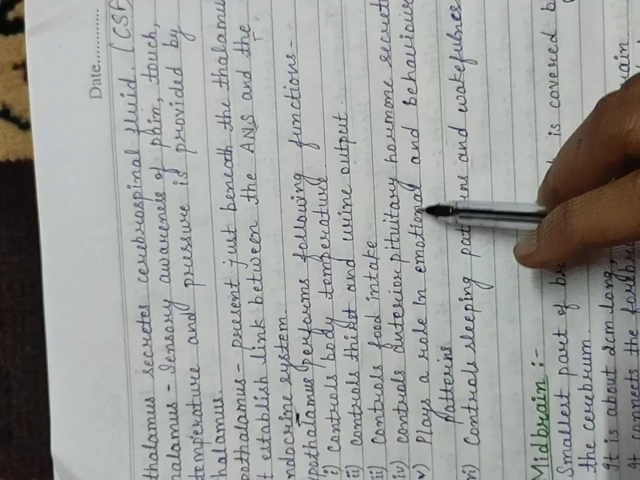 Date..............
thalamus secretes cerebrospinal fluid. (CSF
halamus - Sensory awareness of pain, touch,
temperature and pressure is provided by
halamus.
pothalamus - present just beneath the thalamus
t establish link between the ANS and the
ndocrine system.
ypothalamus performs following functions -
i) Controls body temperature
ii) controls thirst and urine output.
iii) Controls food intake
iv) controls Anterior pituitary hormone secret
v) Plays a role in emotional and behaviour
patterns
vi) Controls sleeping pat and wakefulness
Midbrain :-
Smallest part of is covered b
the cerebrum.
It is about 2cm long,
It connects the